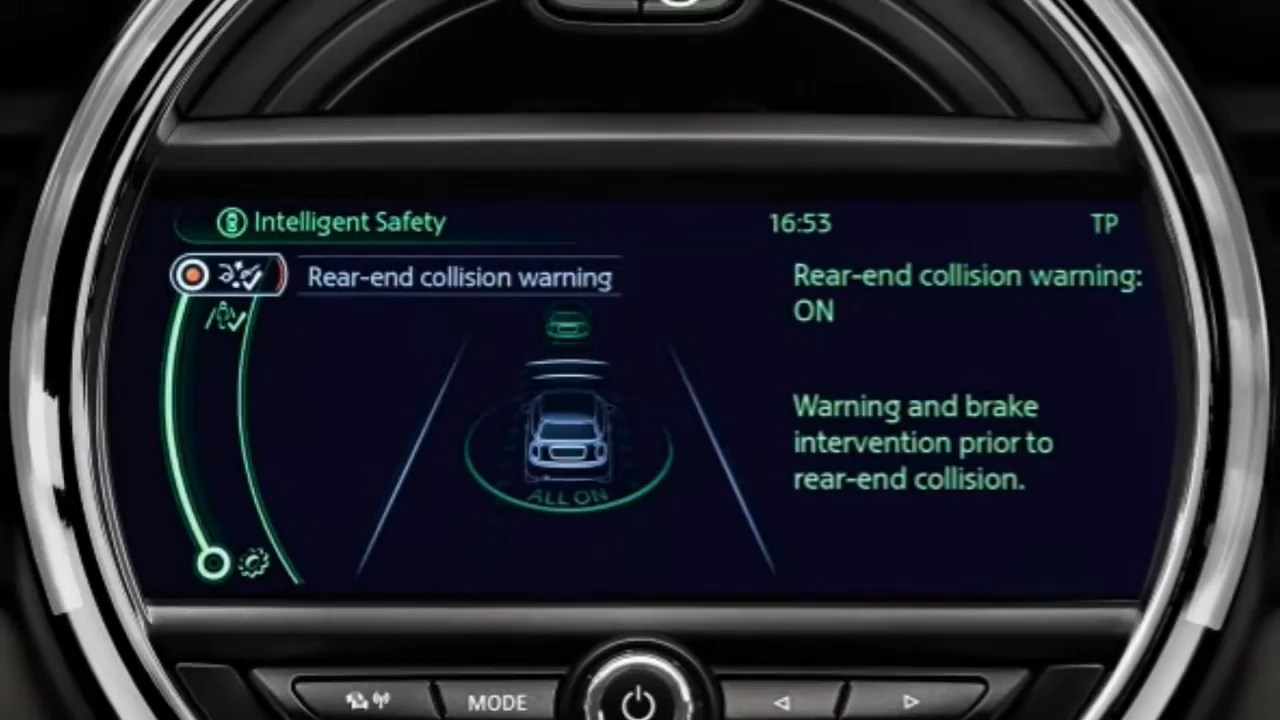 Intelligent Safety
16:53
TP
Rear-end collision warning
Rear-end collision warning:
ON
Warning and brake
intervention prior to
rear-end collision.
ALL ON
MODE